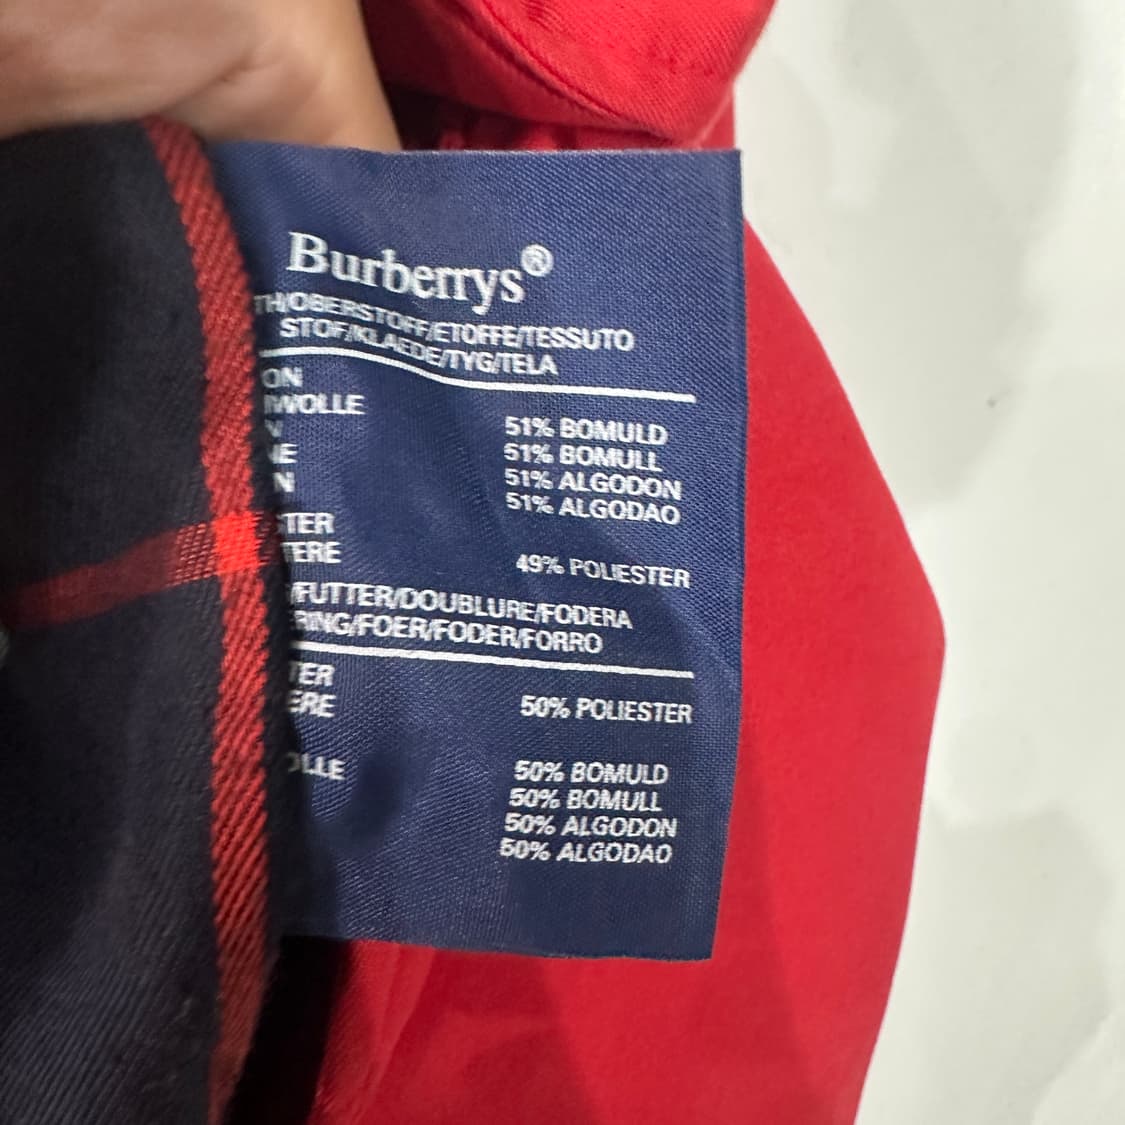 Burberrys®
TH/OBERSTOFF/ETOFFE/TESSUTO
STOF/KLAEDE/TYG/TELA
ON
WOLLE
51% BOMULD
51% BOMULL
NE
51% ALGODON
N
51% ALGODAO
TER
TERE
49% POLIESTER
/FUTTER/DOUBLURE/FODERA
RING/FOER/FODER/FORRO
TER
ERE
50% POLIESTER
OLLE
50% BOMULD
50% BOMULL
50% ALGODON
50% ALGODAO